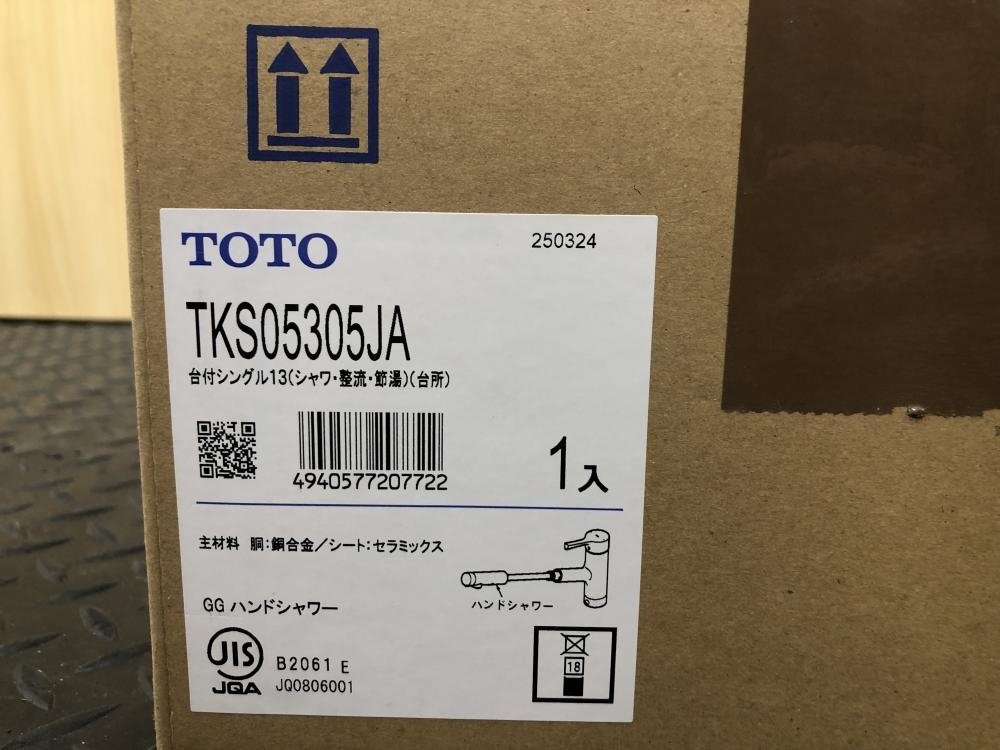 TOTO
250324
TKS05305JA
台付シングル13(シャワ・整流・節湯)(台所)
4940577207722
1入
主材料 胴:銅合金/シート:セラミックス
ハンドシャワー
GG ハンドシャワー
JIS
JQA
B2061 E
JQ0806001
18